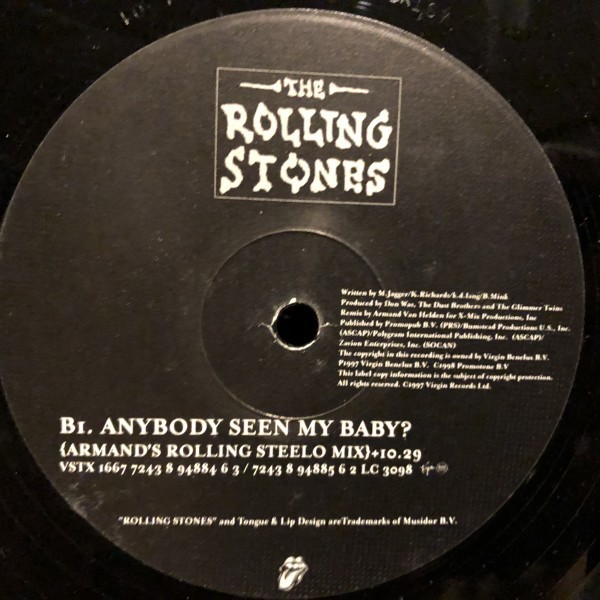 THE
ROLLING
STONES
Written by M.Jagger/K.Richards/k.d.lang/B.Mink
Produced by Don Was, The Dust Brothers and The Glimmer Twins
Remix by Armand Van Helden for X-Mix Productions, Inc
Published by Promopub B.V. (PRS)/Bumstead Productions U.S., Inc.
(ASCAP)/Polygram International Publishing, Inc. (ASCAP)/
Zavion Enterprises, Inc. (SOCAN)
The copyright in this recording is owned by Virgin Benelux B.V.
P1997 Virgin Benelux B.V. ©1998 Promotone B.V
This label copy information is the subject of copyright protection.
All rights reserved. ©1997 Virgin Records Ltd.
B1. ANYBODY SEEN MY BABY?
{ARMAND'S ROLLING STEELO MIX}+10.29
VSTX 1667 7243 8 94884 6 3 / 7243 8 94885 6 2 LC 3098 Virgin
"ROLLING STONES" and Tongue & Lip Design areTrademarks of Musidor B.V.